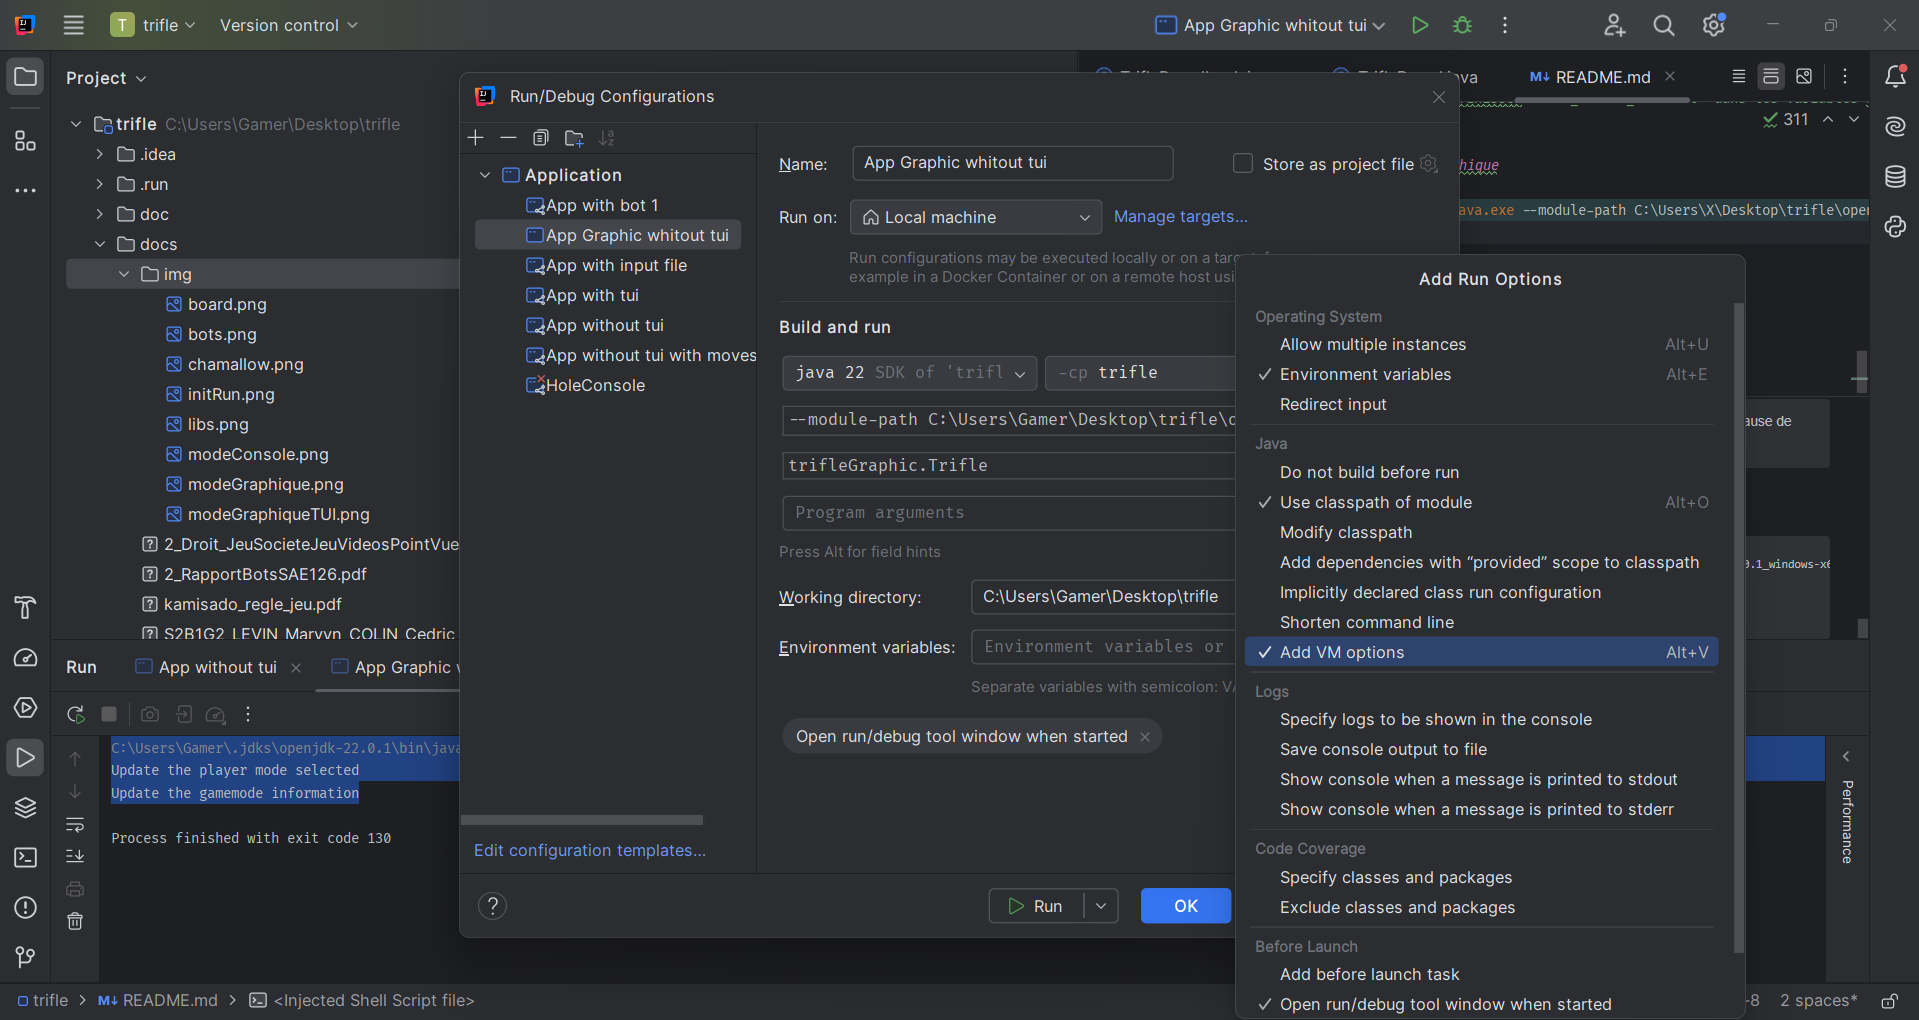 T trifle Version control App Graphic whitout tui
Project
trifle C:\Users\Gamer\Desktop\trifle
.idea
.run
doc
docs
img
board.png
bots.png
chamallow.png
initRun.png
libs.png
modeConsole.png
modeGraphique.png
modeGraphiqueTUI.png
2_Droit_JeuSocieteJeuVideosPointVue
2_RapportBotsSAE126.pdf
kamisado_regle_jeu.pdf
S2B1G2_LEVIN_Marvyn_COLIN_Cedric
Run/Debug Configurations
Application
App with bot 1
App Graphic whitout tui
App with input file
App with tui
App without tui
App without tui with moves
HoleConsole
Edit configuration templates...
Name: App Graphic whitout tui Store as project file
Run on: Local machine Manage targets...
Run configurations may be executed locally or on a
example in a Docker Container or on a remote host usi
Build and run
java 22 SDK of 'trifl -cp trifle
--module-path C:\Users\Gamer\Desktop\trifle\o
trifleGraphic.Trifle
Program arguments
Press Alt for field hints
Working directory: C:\Users\Gamer\Desktop\trifle
Environment variables: Environment variables or
Separate variables with semicolon: VA
Open run/debug tool window when started
Run OK
Add Run Options
Operating System
Allow multiple instances Alt+U
Environment variables Alt+E
Redirect input
Java
Do not build before run
Use classpath of module Alt+O
Modify classpath
Add dependencies with “provided” scope to classpath
Implicitly declared class run configuration
Shorten command line
Add VM options Alt+V
Logs
Specify logs to be shown in the console
Save console output to file
Show console when a message is printed to stdout
Show console when a message is printed to stderr
Code Coverage
Specify classes and packages
Exclude classes and packages
Before Launch
Add before launch task
Open run/debug tool window when started
M↓ README.md
311
hique
ava.exe --module-path C:\Users\X\Desktop\trifle\ope
ause de
0.1_windows-x6
Performance
Run App without tui App Graphic
C:\Users\Gamer\.jdks\openjdk-22.0.1\bin\java
Update the player mode selected
Update the gamemode information
Process finished with exit code 130
trifle > M↓ README.md > <Injected Shell Script file> -8 2 spaces*